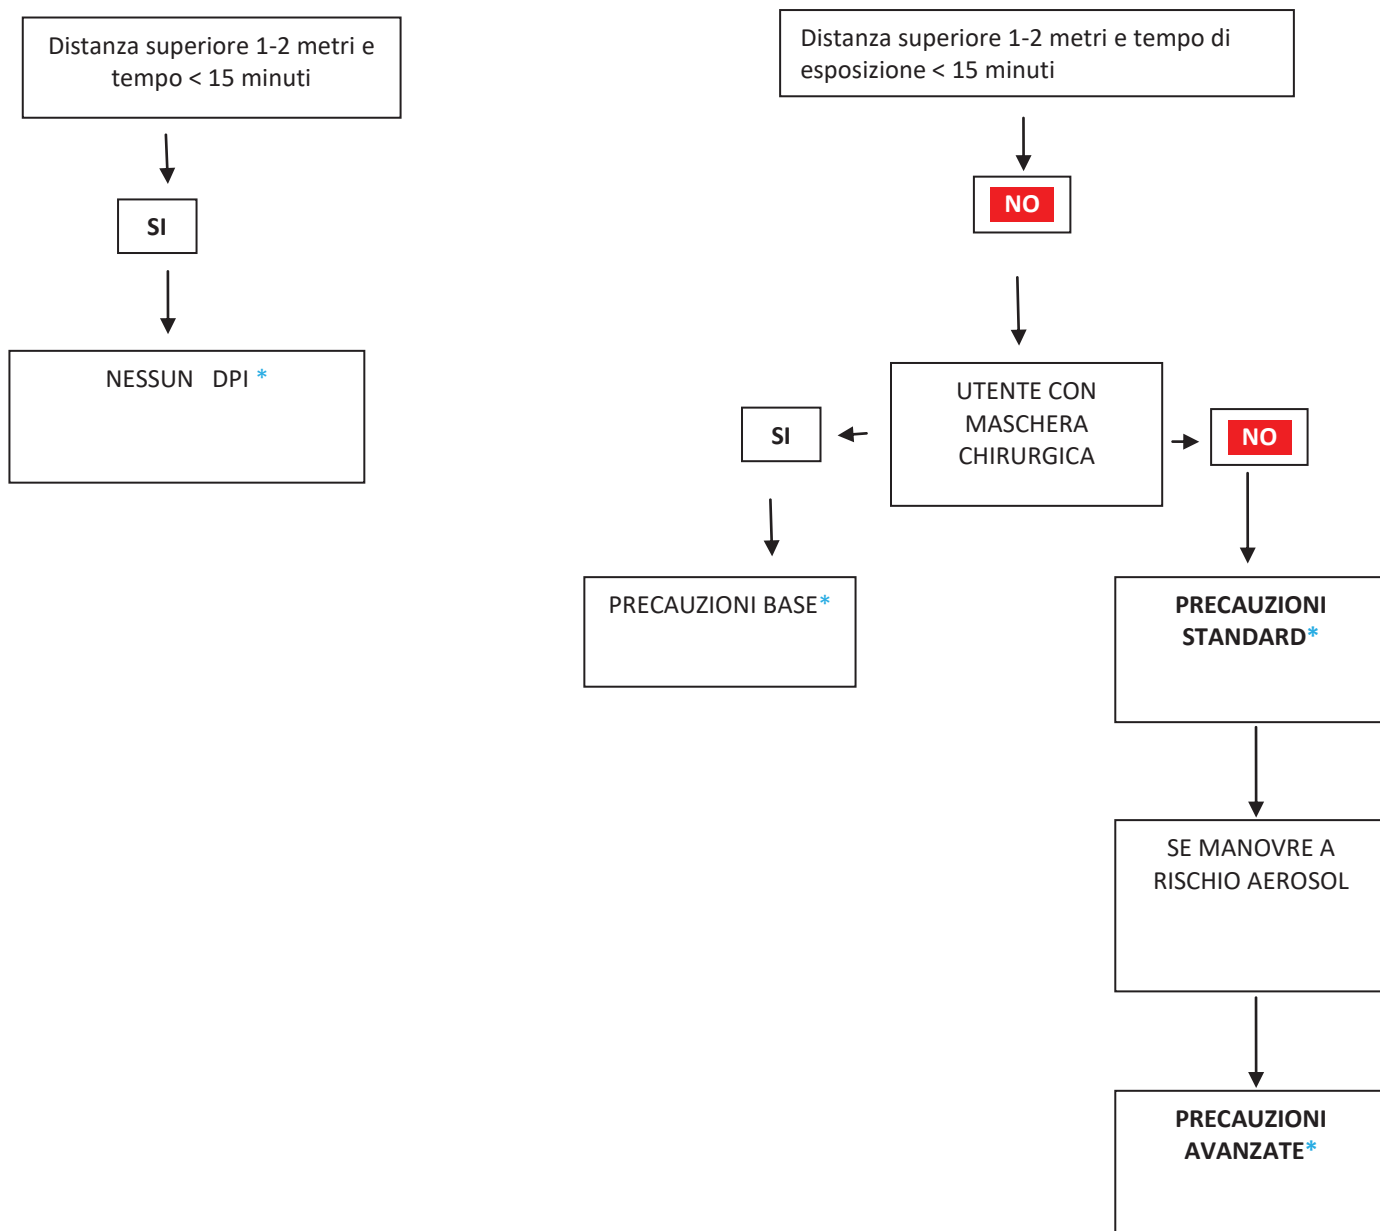 Distanza superiore 1-2 metri e
tempo < 15 minuti
SI
NESSUN DPI *
Distanza superiore 1-2 metri e tempo di
esposizione < 15 minuti
NO
UTENTE CON
MASCHERA
CHIRURGICA
SI
NO
PRECAUZIONI BASE*
PRECAUZIONI
STANDARD*
SE MANOVRE A
RISCHIO AEROSOL
PRECAUZIONI
AVANZATE*